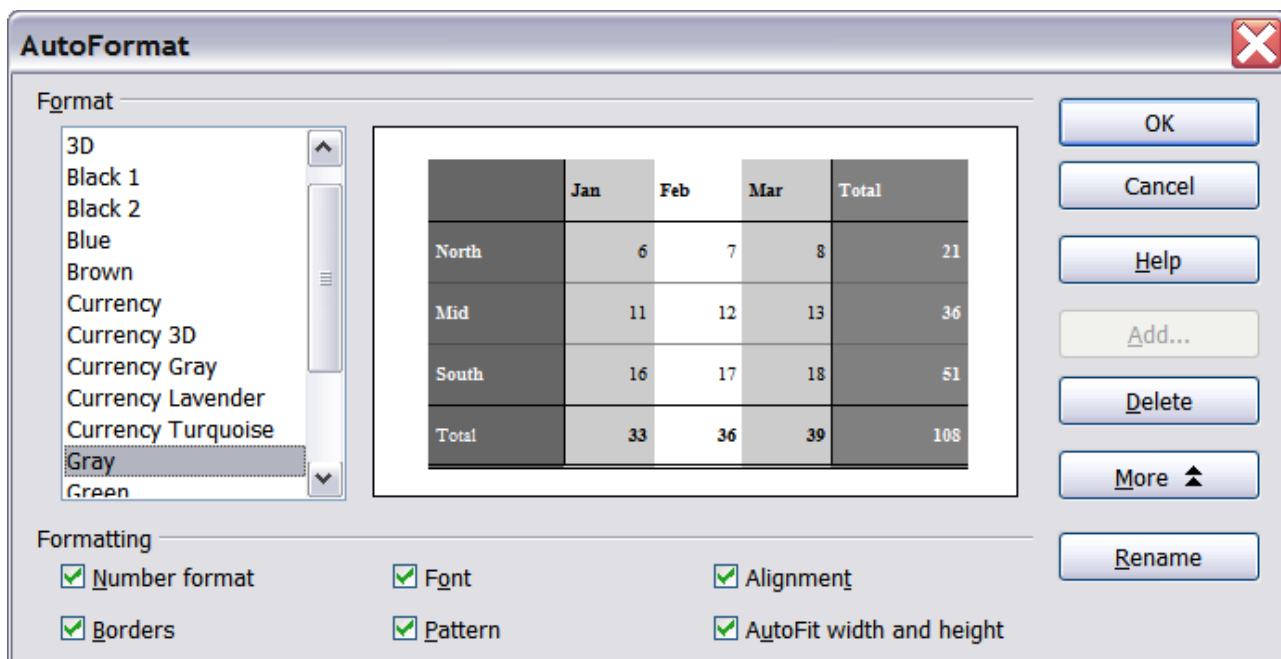 AutoFormat
Format
3D
Black 1
Black 2
Blue
Brown
Currency
Currency 3D
Currency Gray
Currency Lavender
Currency Turquoise
Gray
Green
Jan Feb Mar Total
North 6 7 8 21
Mid 11 12 13 36
South 16 17 18 51
Total 33 36 39 108
OK
Cancel
Help
Add...
Delete
More
Rename
Formatting
Number format Font Alignment
Borders Pattern AutoFit width and height